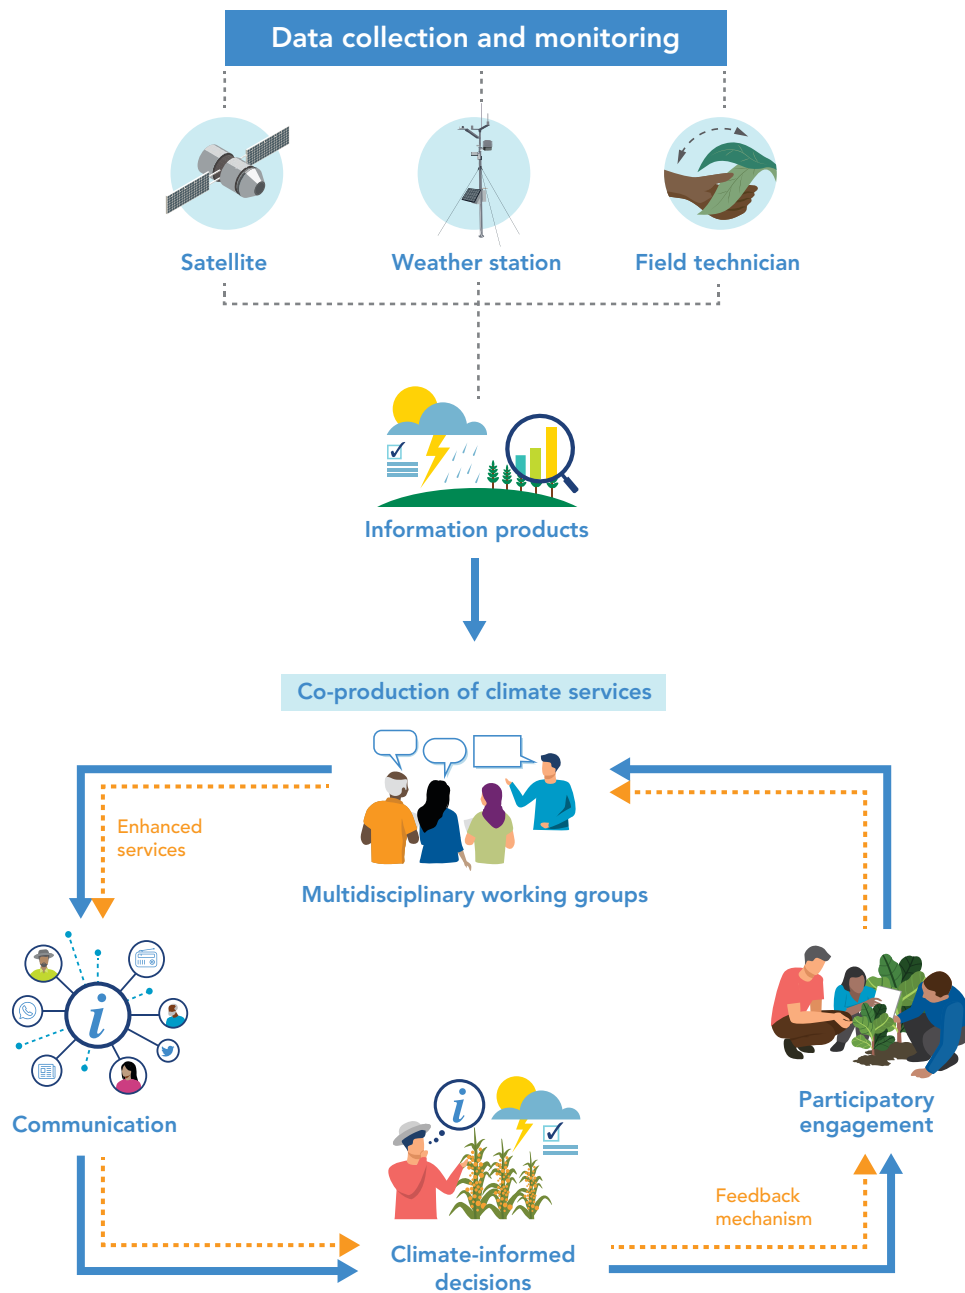 Data collection and monitoring
Satellite
Weather station
Field technician
Information products
Co-production of climate services
Enhanced
services
Multidisciplinary working groups
i
Communication
i
Participatory
engagement
Feedback
mechanism
Climate-informed
decisions